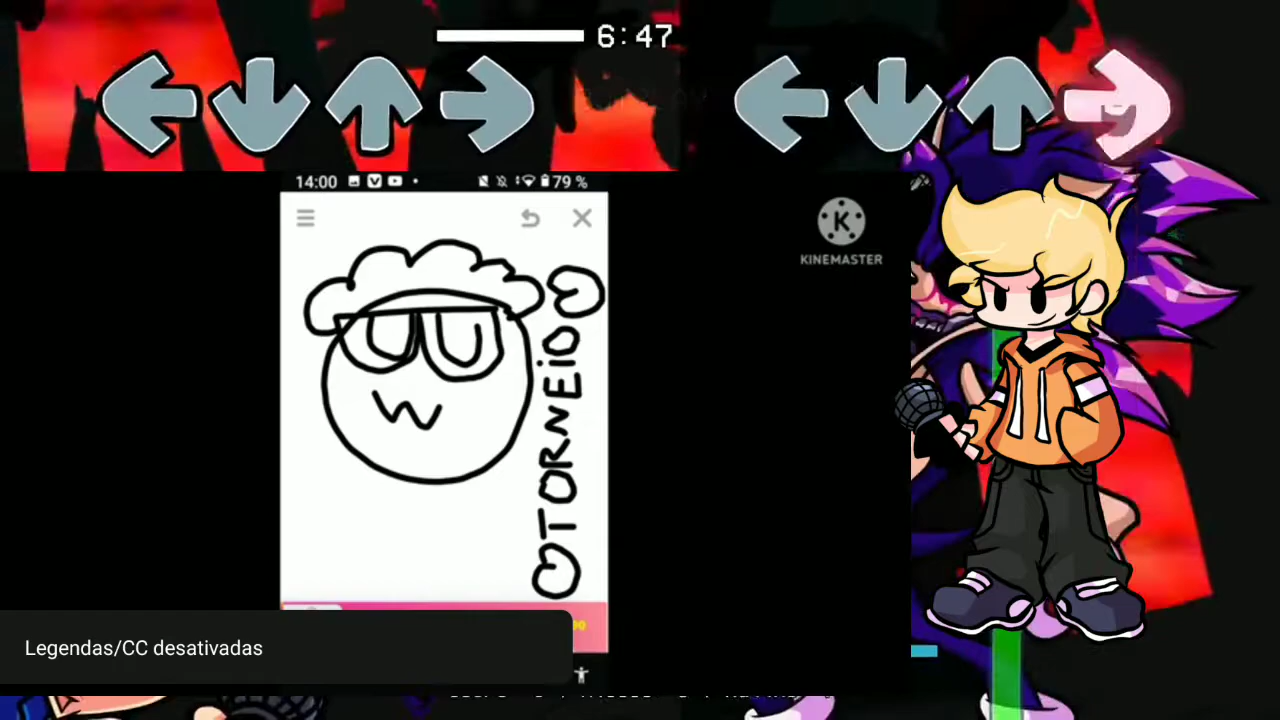 6:47
14:00
79 %
K
KINEMASTER
TORNEiO
Legendas/CC desativadas